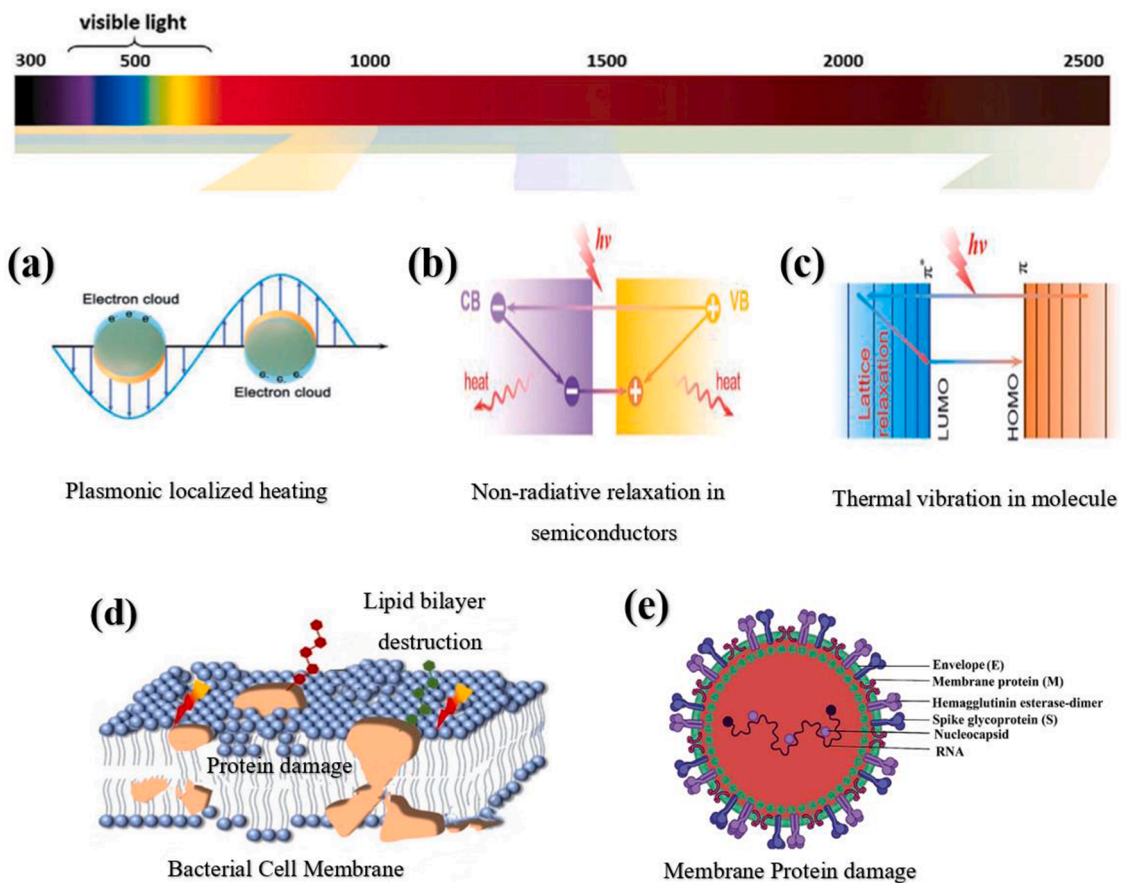 visible light
300 500 1000 1500 2000 2500
(a)
Electron cloud
e e e
e e e
Electron cloud
Plasmonic localized heating
(b)
hν
CB
VB
heat
heat
Non-radiative relaxation in
semiconductors
(c)
hν
π*
π
Lattice
relaxation
LUMO
HOMO
Thermal vibration in molecule
(d)
Lipid bilayer
destruction
Protein damage
Bacterial Cell Membrane
(e)
Envelope (E)
Membrane protein (M)
Hemagglutinin esterase-dimer
Spike glycoprotein (S)
Nucleocapsid
RNA
Membrane Protein damage